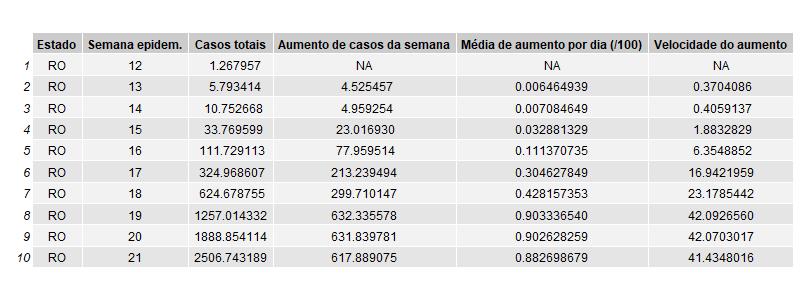 Estado Semana epidem. Casos totais Aumento de casos da semana Média de aumento por dia (/100) Velocidade do aumento
1 RO 12 1.267957 NA NA NA
2 RO 13 5.793414 4.525457 0.006464939 0.3704086
3 RO 14 10.752668 4.959254 0.007084649 0.4059137
4 RO 15 33.769599 23.016930 0.032881329 1.8832829
5 RO 16 111.729113 77.959514 0.111370735 6.3548852
6 RO 17 324.968607 213.239494 0.304627849 16.9421959
7 RO 18 624.678755 299.710147 0.428157353 23.1785442
8 RO 19 1257.014332 632.335578 0.903336540 42.0926560
9 RO 20 1888.854114 631.839781 0.902628259 42.0703017
10 RO 21 2506.743189 617.889075 0.882698679 41.4348016